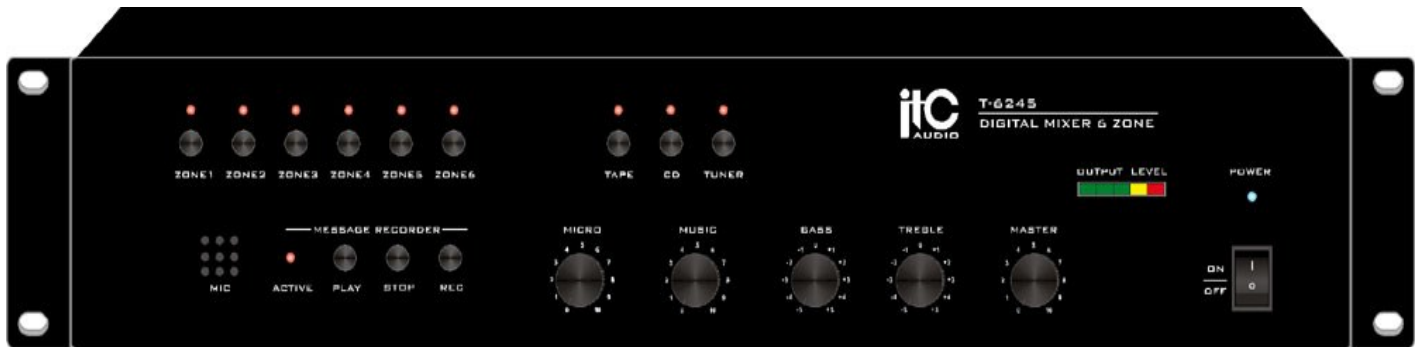 itC
AUDIO
T-6245
DIGITAL MIXER 6 ZONE
ZONE1 ZONE2 ZONE3 ZONE4 ZONE5 ZONE6
TAPE CD TUNER
OUTPUT LEVEL
POWER
MESSAGE RECORDER
MIC ACTIVE PLAY STOP REC
MICRO MUSIC BASS TREBLE MASTER
ON
OFF